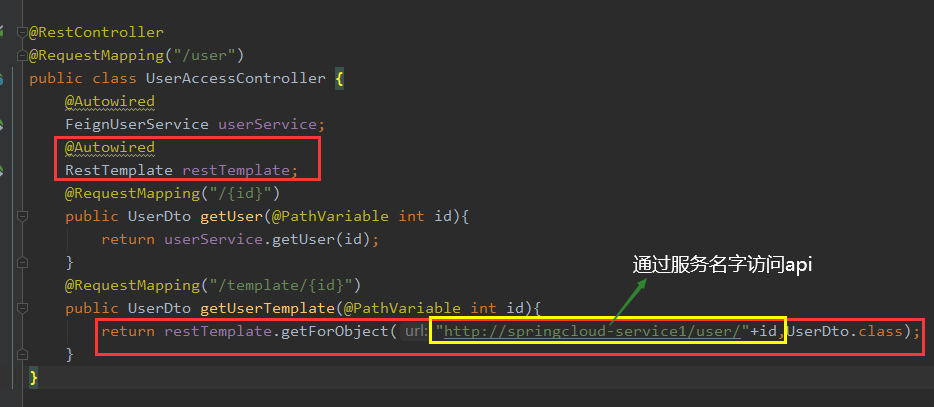 @RestController
@RequestMapping("/user")
public class UserAccessController {
@Autowired
FeignUserService userService;
@Autowired
RestTemplate restTemplate;
@RequestMapping("/{id}")
public UserDto getUser(@PathVariable int id){
return userService.getUser(id);
}
通过服务名字访问api
@RequestMapping("/template/{id}")
public UserDto getUserTemplate(@PathVariable int id){
return restTemplate.getForObject( url: "http://springcloud-service1/user/"+id,UserDto.class);
}
}